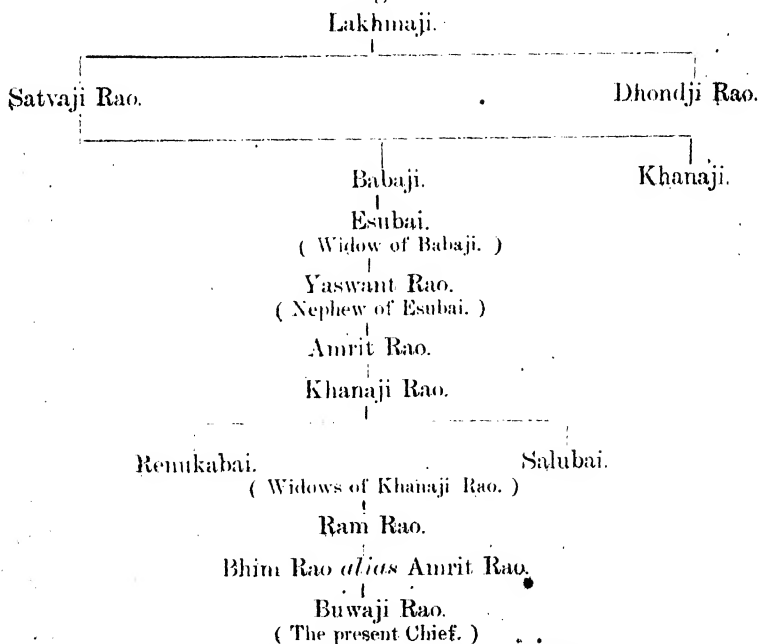 Lakhmaji.
Satvaji Rao. Dhondji Rao.
Babaji. Khanaji.
Esubai.
( Widow of Babaji. )
Yaswant Rao.
( Nephew of Esubai. )
Amrit Rao.
Khanaji Rao.
Renukabai. Salubai.
( Widows of Khanaji Rao. )
Ram Rao.
Bhim Rao alias Amrit Rao.
Buwaji Rao.
( The present Chief. )